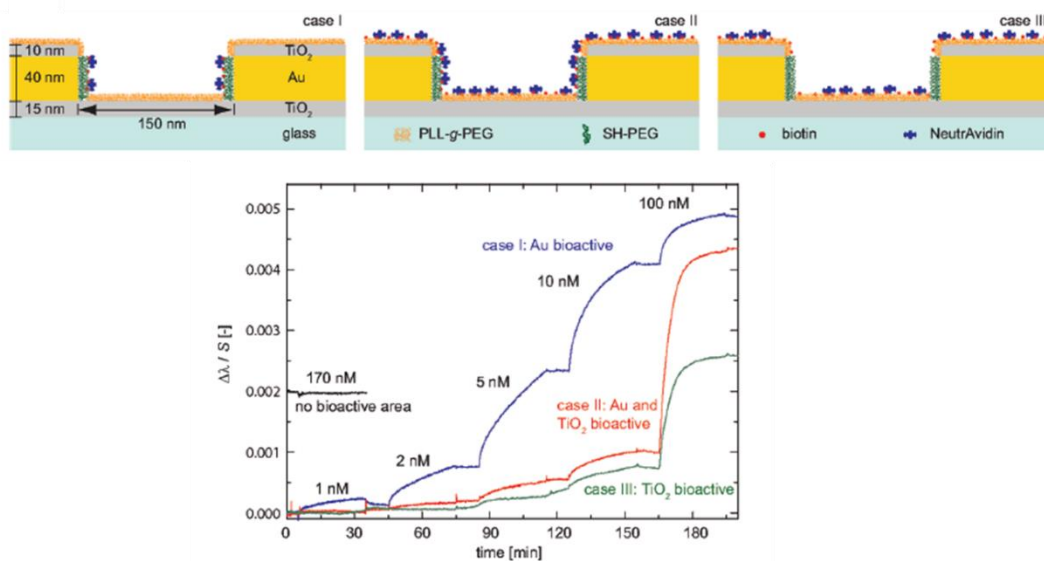 case I
case II
case III
10 nm
TiO2
40 nm
Au
15 nm
TiO2
150 nm
glass
PLL-g-PEG
SH-PEG
biotin
NeutrAvidin
0.005
0.004
0.003
0.002
0.001
0.000
Δλ / S [-]
100 nM
case I: Au bioactive
10 nM
170 nM
no bioactive area
5 nM
case II: Au and
TiO2 bioactive
2 nM
1 nM
case III: TiO2 bioactive
0 30 60 90 120 150 180
time [min]